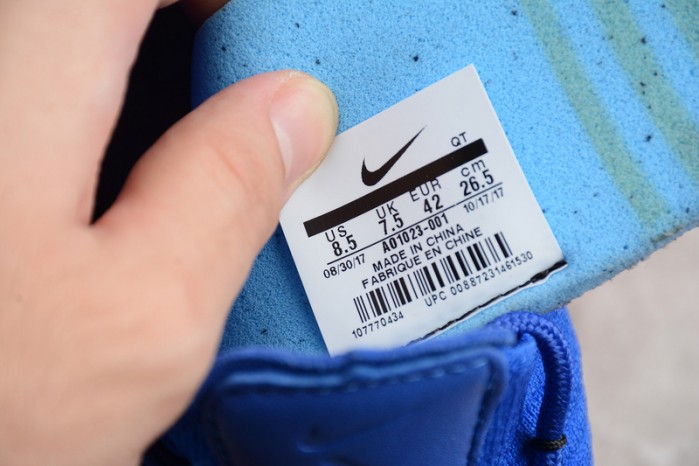 QT
US UK EUR cm
8.5 7.5 42 26.5
08/30/17 AO1023-001 10/17/17
MADE IN CHINA
FABRIQUE EN CHINE
107770434 UPC 00887231461530